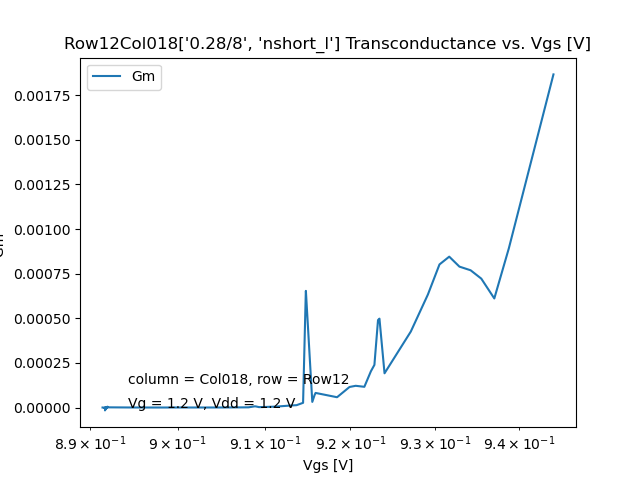 Row12Col018['0.28/8', 'nshort_l'] Transconductance vs. Vgs [V]
Gm
0.00175
0.00150
0.00125
0.00100
0.00075
0.00050
0.00025
0.00000
Gm
column = Col018, row = Row12
Vg = 1.2 V, Vdd = 1.2 V
8.9 × 10⁻¹ 9 × 10⁻¹ 9.1 × 10⁻¹ 9.2 × 10⁻¹ 9.3 × 10⁻¹ 9.4 × 10⁻¹
Vgs [V]